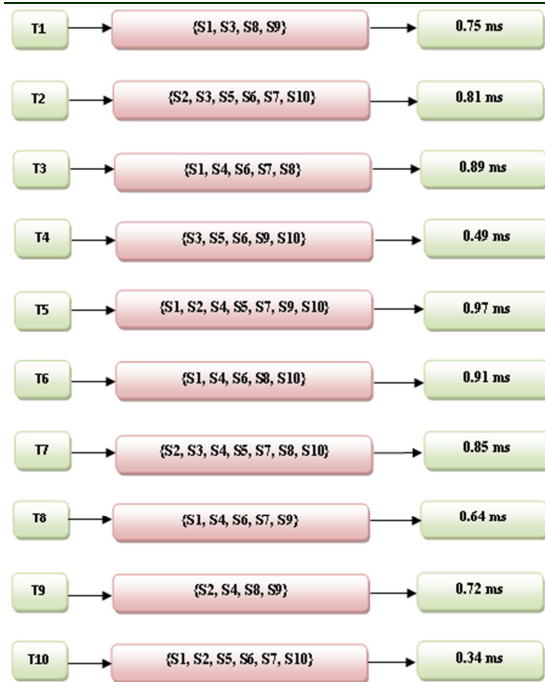 T1 {S1, S3, S8, S9} 0.75 ms
T2 {S2, S3, S5, S6, S7, S10} 0.81 ms
T3 {S1, S4, S6, S7, S8} 0.89 ms
T4 {S3, S5, S6, S9, S10} 0.49 ms
T5 {S1, S2, S4, S5, S7, S9, S10} 0.97 ms
T6 {S1, S4, S6, S8, S10} 0.91 ms
T7 {S2, S3, S4, S5, S7, S8, S10} 0.85 ms
T8 {S1, S4, S6, S7, S9} 0.64 ms
T9 {S2, S4, S8, S9} 0.72 ms
T10 {S1, S2, S5, S6, S7, S10} 0.34 ms